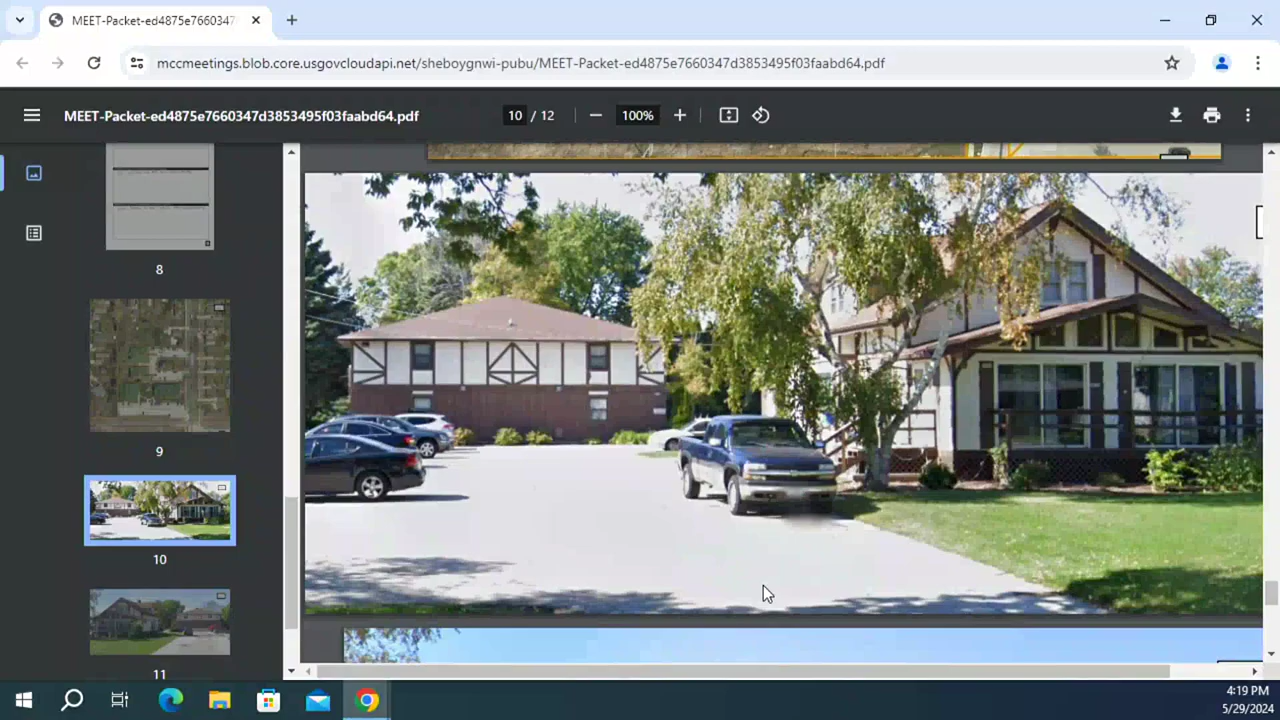 MEET-Packet-ed4875e7660347
mccmeetings.blob.core.usgovcloudapi.net/sheboygnwi-pubu/MEET-Packet-ed4875e7660347d3853495f03faabd64.pdf
MEET-Packet-ed4875e7660347d3853495f03faabd64.pdf
10 / 12
100%
8
9
10
11
4:19 PM
5/29/2024